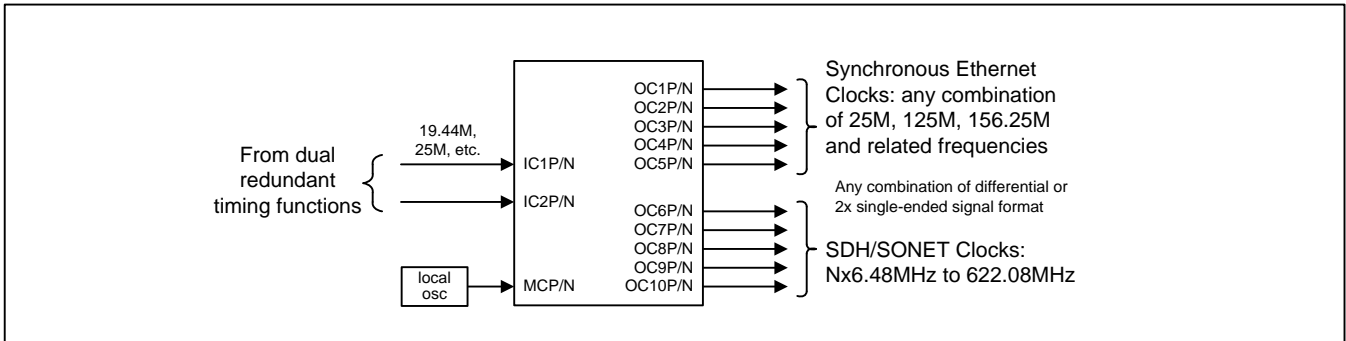 From dual
redundant
timing functions
19.44M,
25M, etc.
IC1P/N
IC2P/N
local
osc
MCP/N
OC1P/N
OC2P/N
OC3P/N
OC4P/N
OC5P/N
OC6P/N
OC7P/N
OC8P/N
OC9P/N
OC10P/N
Synchronous Ethernet
Clocks: any combination
of 25M, 125M, 156.25M
and related frequencies
Any combination of differential or
2x single-ended signal format
SDH/SONET Clocks:
Nx6.48MHz to 622.08MHz